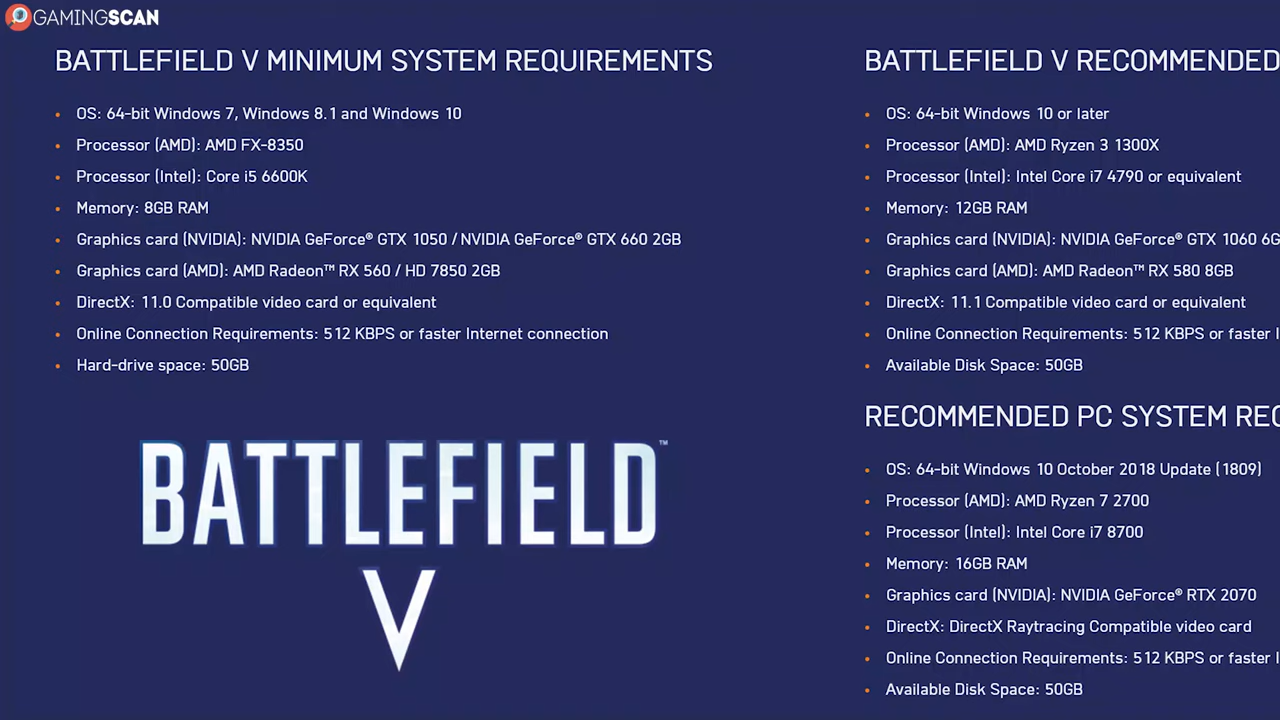 GAMINGSCAN
BATTLEFIELD V MINIMUM SYSTEM REQUIREMENTS
• OS: 64-bit Windows 7, Windows 8.1 and Windows 10
• Processor (AMD): AMD FX-8350
• Processor (Intel): Core i5 6600K
• Memory: 8GB RAM
• Graphics card (NVIDIA): NVIDIA GeForce® GTX 1050 / NVIDIA GeForce® GTX 660 2GB
• Graphics card (AMD): AMD Radeon™ RX 560 / HD 7850 2GB
• DirectX: 11.0 Compatible video card or equivalent
• Online Connection Requirements: 512 KBPS or faster Internet connection
• Hard-drive space: 50GB
BATTLEFIELD™
V
BATTLEFIELD V RECOMMENDED
• OS: 64-bit Windows 10 or later
• Processor (AMD): AMD Ryzen 3 1300X
• Processor (Intel): Intel Core i7 4790 or equivalent
• Memory: 12GB RAM
• Graphics card (NVIDIA): NVIDIA GeForce® GTX 1060 6G
• Graphics card (AMD): AMD Radeon™ RX 580 8GB
• DirectX: 11.1 Compatible video card or equivalent
• Online Connection Requirements: 512 KBPS or faster I
• Available Disk Space: 50GB
RECOMMENDED PC SYSTEM REQ
• OS: 64-bit Windows 10 October 2018 Update (1809)
• Processor (AMD): AMD Ryzen 7 2700
• Processor (Intel): Intel Core i7 8700
• Memory: 16GB RAM
• Graphics card (NVIDIA): NVIDIA GeForce® RTX 2070
• DirectX: DirectX Raytracing Compatible video card
• Online Connection Requirements: 512 KBPS or faster I
• Available Disk Space: 50GB